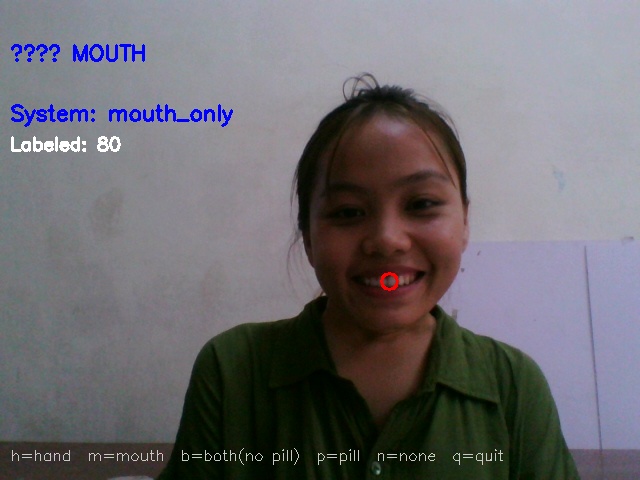 ???? MOUTH
System: mouth_only
Labeled: 80
h=hand m=mouth b=both(no pill) p=pill n=none q=quit